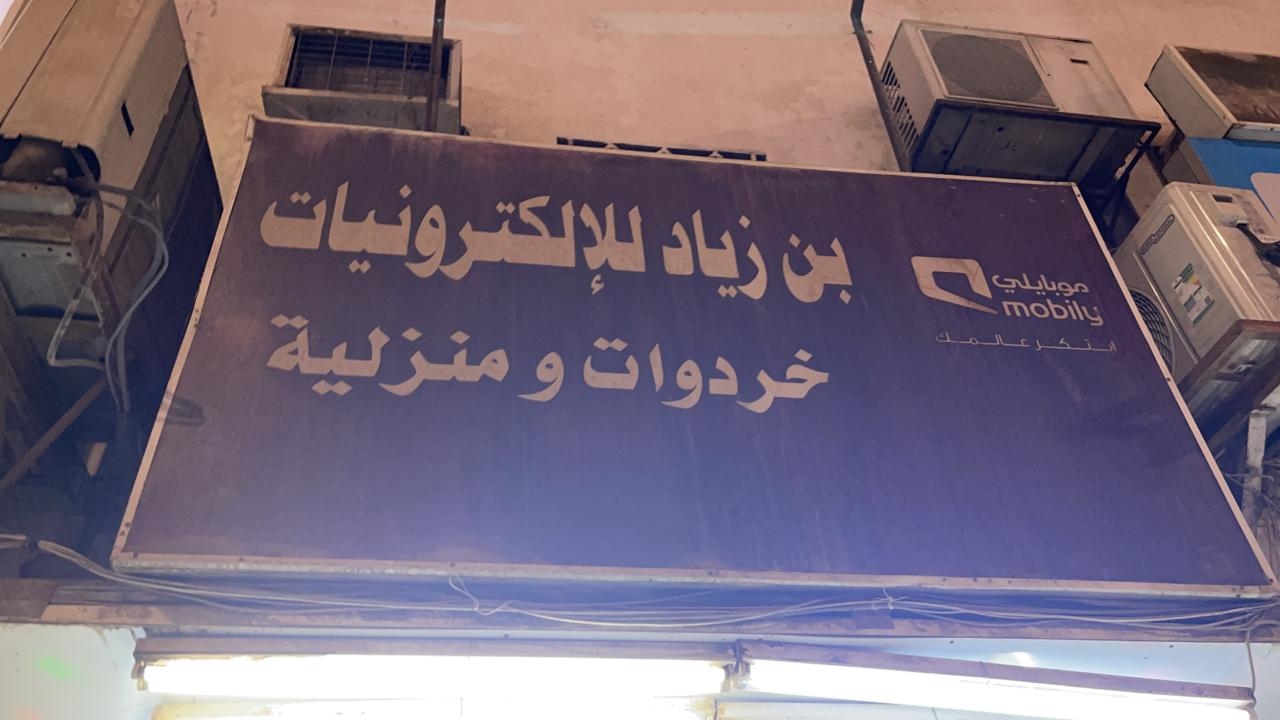 بن زياد للإلكترونيات
خردوات و منزلية
موبايلي
mobily
ابتكر عالمك